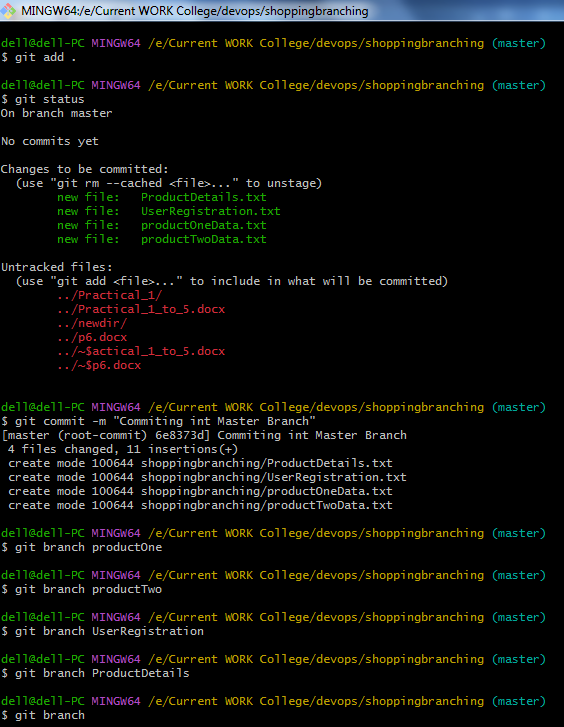 MINGW64:/e/Current WORK College/devops/shoppingbranching
dell@dell-PC MINGW64 /e/Current WORK College/devops/shoppingbranching (master)
$ git add .
dell@dell-PC MINGW64 /e/Current WORK College/devops/shoppingbranching (master)
$ git status
On branch master
No commits yet
Changes to be committed:
  (use "git rm --cached <file>..." to unstage)
        new file:   ProductDetails.txt
        new file:   UserRegistration.txt
        new file:   productOneData.txt
        new file:   productTwoData.txt
Untracked files:
  (use "git add <file>..." to include in what will be committed)
        ../Practical_1/
        ../Practical_1_to_5.docx
        ../newdir/
        ../p6.docx
        ../~$actical_1_to_5.docx
        ../~$p6.docx
dell@dell-PC MINGW64 /e/Current WORK College/devops/shoppingbranching (master)
$ git commit -m "Commiting int Master Branch"
[master (root-commit) 6e8373d] Commiting int Master Branch
 4 files changed, 11 insertions(+)
 create mode 100644 shoppingbranching/ProductDetails.txt
 create mode 100644 shoppingbranching/UserRegistration.txt
 create mode 100644 shoppingbranching/productOneData.txt
 create mode 100644 shoppingbranching/productTwoData.txt
dell@dell-PC MINGW64 /e/Current WORK College/devops/shoppingbranching (master)
$ git branch productOne
dell@dell-PC MINGW64 /e/Current WORK College/devops/shoppingbranching (master)
$ git branch productTwo
dell@dell-PC MINGW64 /e/Current WORK College/devops/shoppingbranching (master)
$ git branch UserRegistration
dell@dell-PC MINGW64 /e/Current WORK College/devops/shoppingbranching (master)
$ git branch ProductDetails
dell@dell-PC MINGW64 /e/Current WORK College/devops/shoppingbranching (master)
$ git branch